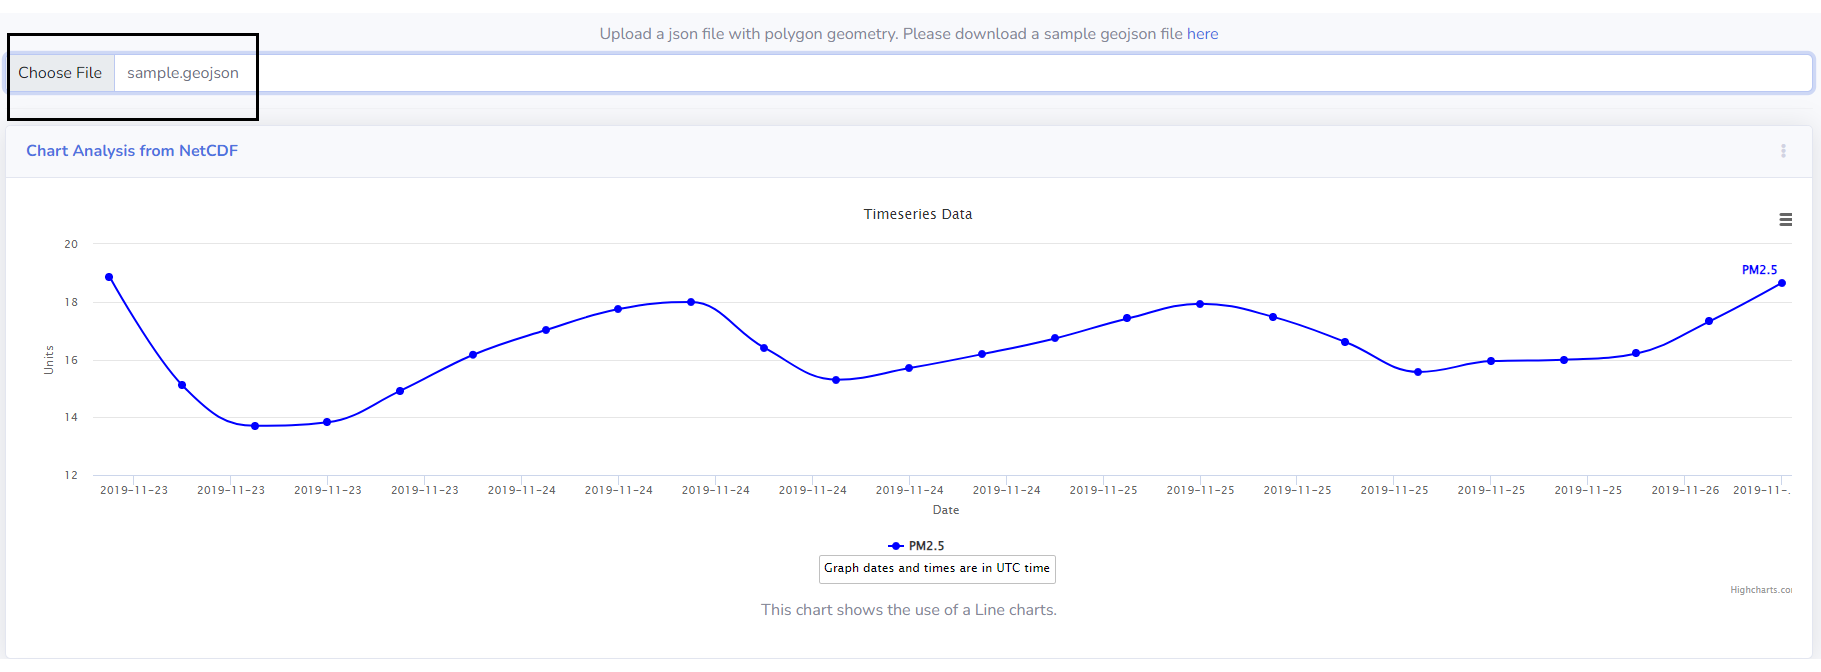 Upload a json file with polygon geometry. Please download a sample geojson file here
Choose File sample.geojson
Chart Analysis from NetCDF
Timeseries Data
20
18
16
14
12
Units
PM2.5
2019-11-23 2019-11-23 2019-11-23 2019-11-23 2019-11-24 2019-11-24 2019-11-24 2019-11-24 2019-11-24 2019-11-24 2019-11-25 2019-11-25 2019-11-25 2019-11-25 2019-11-25 2019-11-25 2019-11-26 2019-11-.
Date
PM2.5
Graph dates and times are in UTC time
Highcharts.co
This chart shows the use of a Line charts.